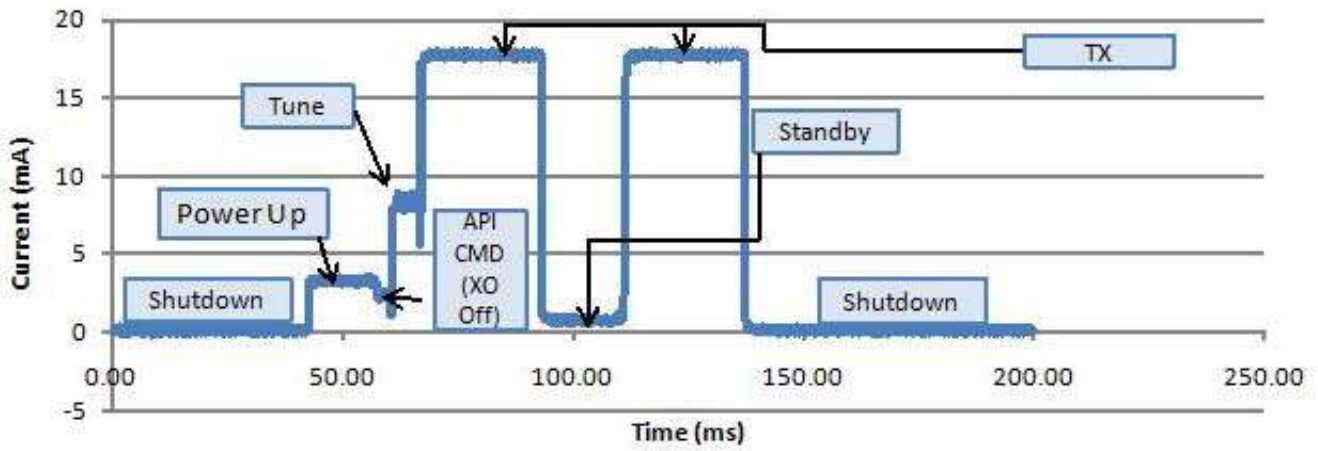 20
TX
15
Tune
Standby
10
Power Up
API
CMD
(XO
Off)
5
Shutdown
Shutdown
0
0.00 50.00 100.00 150.00 200.00 250.00
-5
Time (ms)
Current (mA)